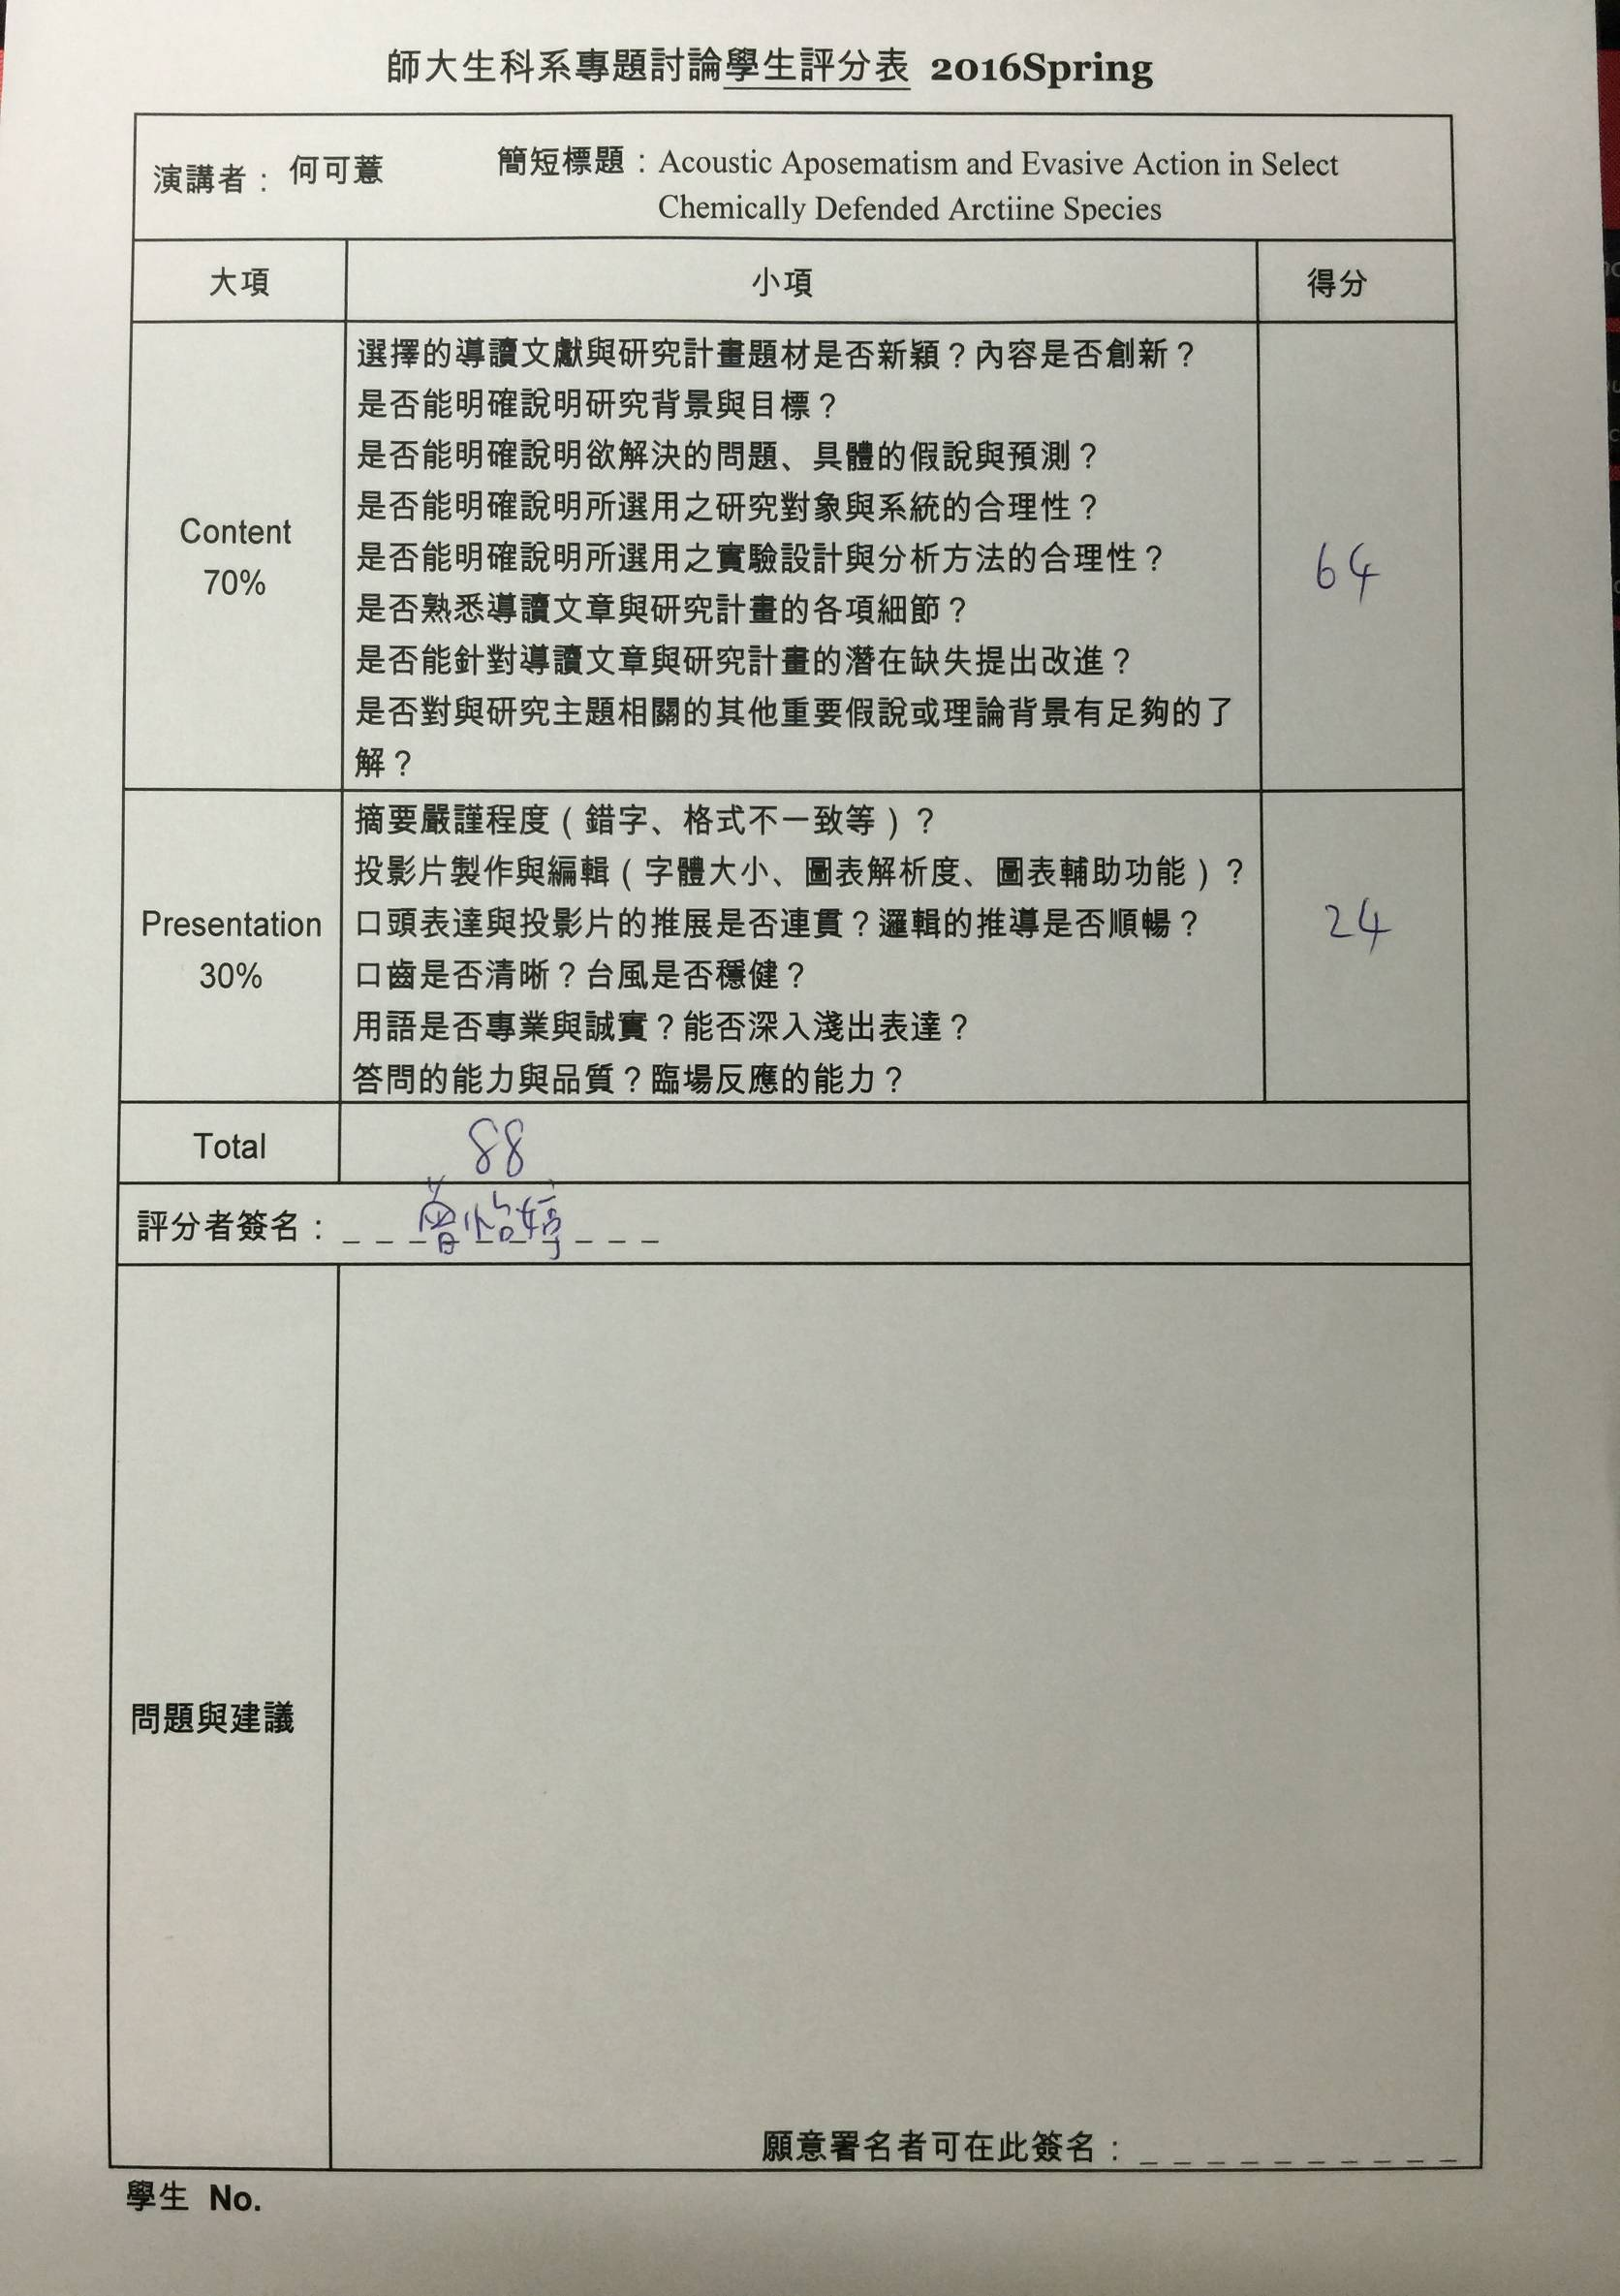 師大生科系專題討論學生評分表 2016Spring
演講者：何可薏 簡短標題：Acoustic Aposematism and Evasive Action in Select
Chemically Defended Arctiine Species
大項 小項 得分
Content
70%
選擇的導讀文獻與研究計畫題材是否新穎？內容是否創新？
是否能明確說明研究背景與目標？
是否能明確說明欲解決的問題、具體的假說與預測？
是否能明確說明所選用之研究對象與系統的合理性？
是否能明確說明所選用之實驗設計與分析方法的合理性？
是否熟悉導讀文章與研究計畫的各項細節？
是否能針對導讀文章與研究計畫的潛在缺失提出改進？
是否對與研究主題相關的其他重要假說或理論背景有足夠的了
解？
64
Presentation
30%
摘要嚴謹程度（錯字、格式不一致等）？
投影片製作與編輯（字體大小、圖表解析度、圖表輔助功能）？
口頭表達與投影片的推展是否連貫？邏輯的推導是否順暢？
口齒是否清晰？台風是否穩健？
用語是否專業與誠實？能否深入淺出表達？
答問的能力與品質？臨場反應的能力？
24
Total 88
評分者簽名：曾怡婷
問題與建議
願意署名者可在此簽名：
學生 No.